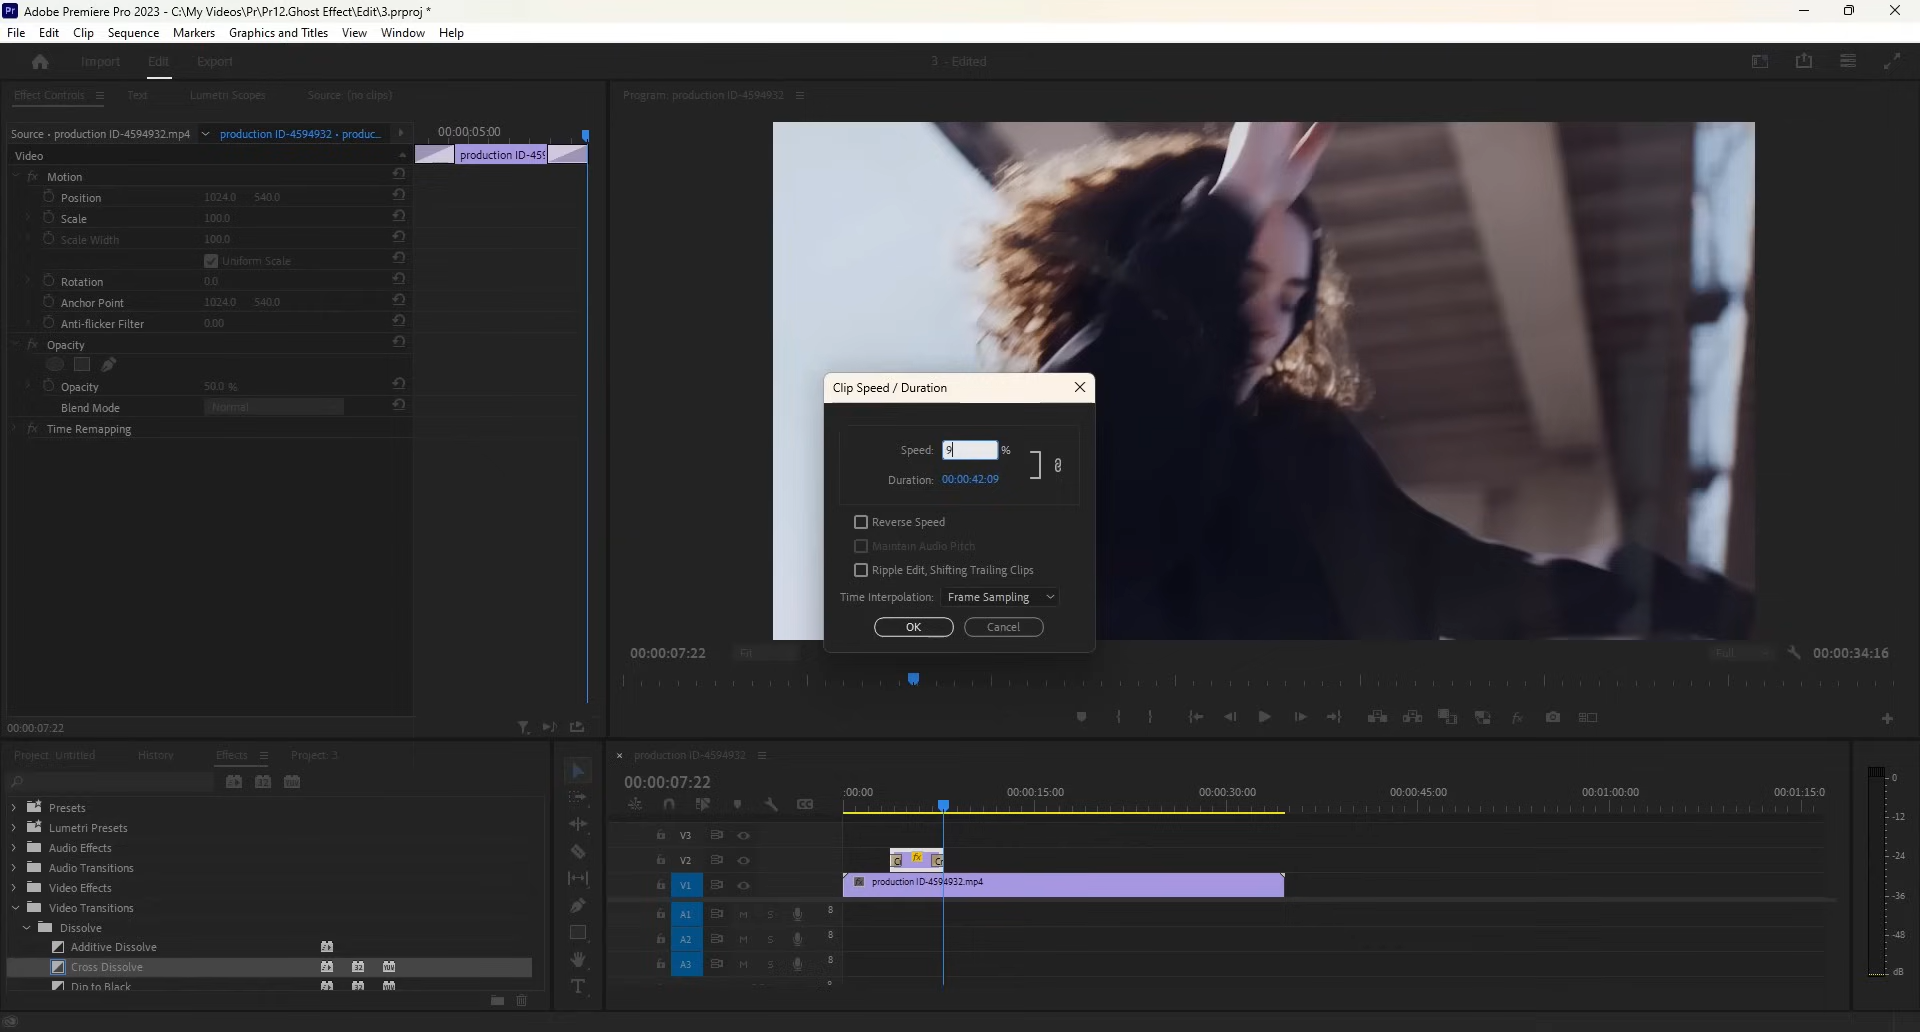 Pr Adobe Premiere Pro 2023 - C:\My Videos\Pr\Pr12.Ghost Effect\Edit\3.prproj *
File Edit Clip Sequence Markers Graphics and Titles View Window Help
Import Edit Export
3 - Edited
Effect Controls Text Lumetri Scopes Source: (no clips)
Program: production ID-4594932
Source • production ID-4594932.mp4 production ID-4594932 • produc...
00:00:05:00
Video
production ID-459
fx Motion
Position 1024.0 540.0
Scale 100.0
Scale Width 100.0
Uniform Scale
Rotation 0.0
Anchor Point 1024.0 540.0
Anti-flicker Filter 0.00
fx Opacity
Opacity 50.0 %
Blend Mode Normal
fx Time Remapping
00:00:07:22
Clip Speed / Duration
Speed: 9 %
Duration: 00:00:42:09
Reverse Speed
Maintain Audio Pitch
Ripple Edit, Shifting Trailing Clips
Time Interpolation: Frame Sampling
OK Cancel
00:00:07:22 Fit Full 00:00:34:16
fx
Project: Untitled History Effects Project: 3
Presets
Lumetri Presets
Audio Effects
Audio Transitions
Video Effects
Video Transitions
Dissolve
Additive Dissolve
Cross Dissolve
Dip to Black
T
production ID-4594932
00:00:07:22
:00:00 00:00:15:00 00:00:30:00 00:00:45:00 00:01:00:00 00:01:15:0
V3
V2 fx
V1 production ID-4594932.mp4
A1 M S
A2 M S
A3 M S
0
-12
-24
-36
-48
dB